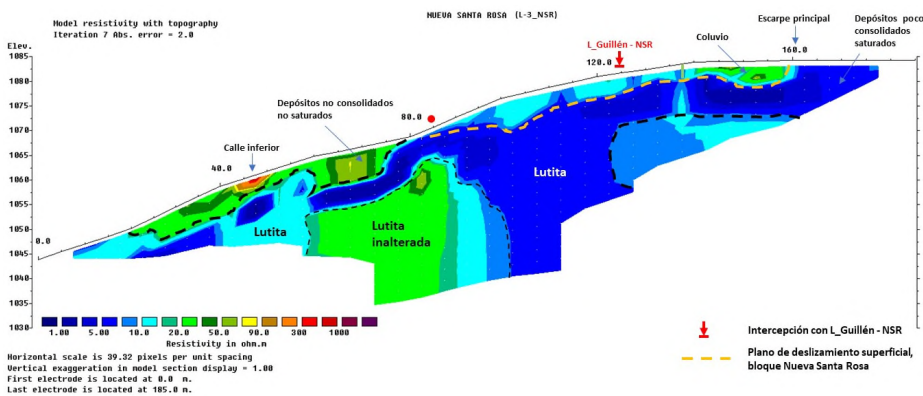 Model resistivity with topography
Iteration 7 Abs. error = 2.0
NUEVA SANTA ROSA (L-3_NSR)
Escarpe principal
Depósitos poco
consolidados
saturados
Elev.
L_Guillén - NSR
Coluvio
160.0
120.0
1085
1080
1075
1070
1065
1060
1055
1050
1045
1040
1035
1030
Depósitos no consolidados
no saturados
80.0
Calle inferior
40.0
0.0
Lutita
Lutita
Lutita
inalterada
1.00 5.00 10.0 20.0 50.0 90.0 300 1000
Resistivity in ohm.m
Horizontal scale is 39.32 pixels per unit spacing
Vertical exaggeration in model section display = 1.00
First electrode is located at 0.0 m.
Last electrode is located at 185.0 m.
Intercepción con L_Guillén - NSR
Plano de deslizamiento superficial,
bloque Nueva Santa Rosa